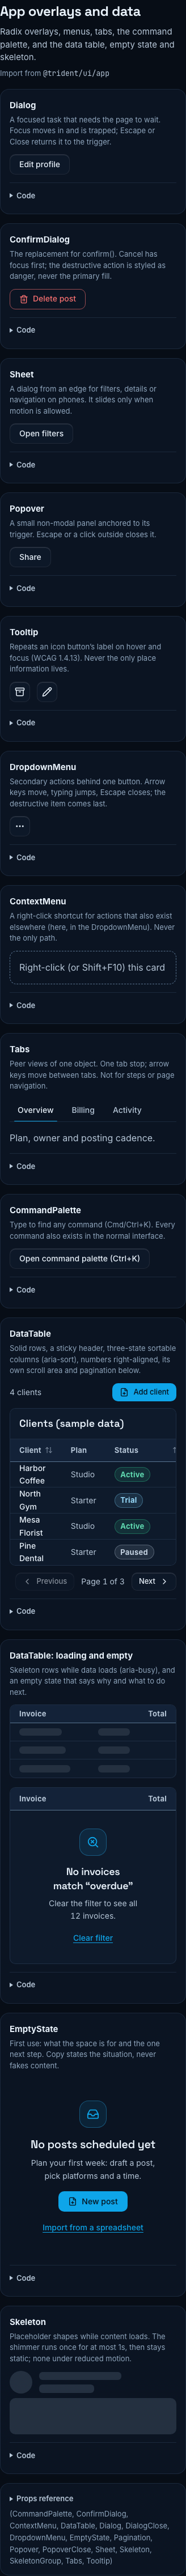 App overlays and data
Radix overlays, menus, tabs, the command
palette, and the data table, empty state and
skeleton.
Import from @trident/ui/app
Dialog
A focused task that needs the page to wait.
Focus moves in and is trapped; Escape or
Close returns it to the trigger.
Edit profile
Code
ConfirmDialog
The replacement for confirm(). Cancel has
focus first; the destructive action is styled as
danger, never the primary fill.
Delete post
Code
Sheet
A dialog from an edge for filters, details or
navigation on phones. It slides only when
motion is allowed.
Open filters
Code
Popover
A small non-modal panel anchored to its
trigger. Escape or a click outside closes it.
Share
Code
Tooltip
Repeats an icon button's label on hover and
focus (WCAG 1.4.13). Never the only place
information lives.
Code
DropdownMenu
Secondary actions behind one button. Arrow
keys move, typing jumps, Escape closes; the
destructive item comes last.
Code
ContextMenu
A right-click shortcut for actions that also exist
elsewhere (here, in the DropdownMenu). Never
the only path.
Right-click (or Shift+F10) this card
Code
Tabs
Peer views of one object. One tab stop; arrow
keys move between tabs. Not for steps or page
navigation.
Overview Billing Activity
Plan, owner and posting cadence.
Code
CommandPalette
Type to find any command (Cmd/Ctrl+K). Every
command also exists in the normal interface.
Open command palette (Ctrl+K)
Code
DataTable
Solid rows, a sticky header, three-state sortable
columns (aria-sort), numbers right-aligned, its
own scroll area and pagination below.
4 clients Add client
Clients (sample data)
Client Plan Status
Harbor Coffee Studio Active
North Gym Starter Trial
Mesa Florist Studio Active
Pine Dental Starter Paused
Previous Page 1 of 3 Next
Code
DataTable: loading and empty
Skeleton rows while data loads (aria-busy), and
an empty state that says why and what to do
next.
Invoice Total
Invoice Total
No invoices
match “overdue”
Clear the filter to see all
12 invoices.
Clear filter
Code
EmptyState
First use: what the space is for and the one
next step. Copy states the situation, never
fakes content.
No posts scheduled yet
Plan your first week: draft a post,
pick platforms and a time.
New post
Import from a spreadsheet
Code
Skeleton
Placeholder shapes while content loads. The
shimmer runs once for at most 1s, then stays
static; none under reduced motion.
Code
Props reference
(CommandPalette, ConfirmDialog,
ContextMenu, DataTable, Dialog, DialogClose,
DropdownMenu, EmptyState, Pagination,
Popover, PopoverClose, Sheet, Skeleton,
SkeletonGroup, Tabs, Tooltip)